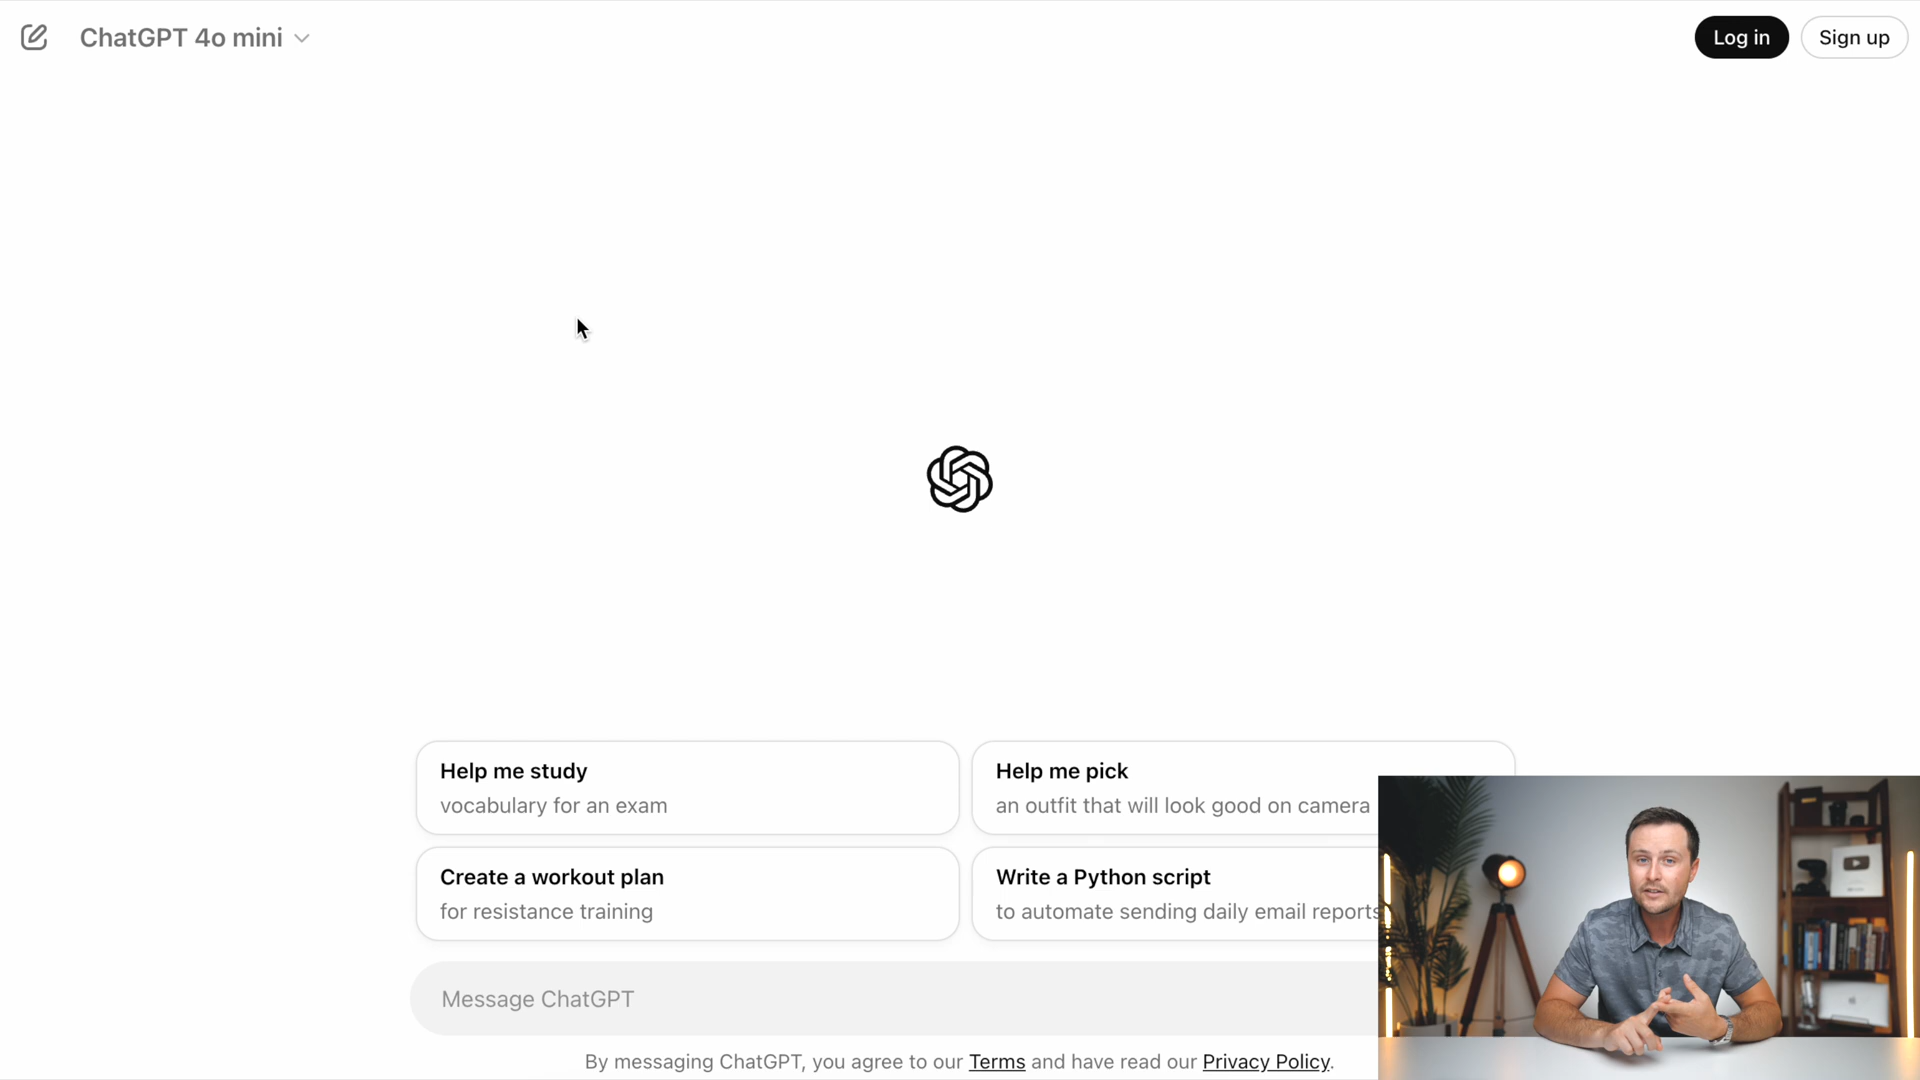 ChatGPT 4o mini
Log in
Sign up
Help me study
vocabulary for an exam
Help me pick
an outfit that will look good on camera
Create a workout plan
for resistance training
Write a Python script
to automate sending daily email reports
Message ChatGPT
By messaging ChatGPT, you agree to our Terms and have read our Privacy Policy.